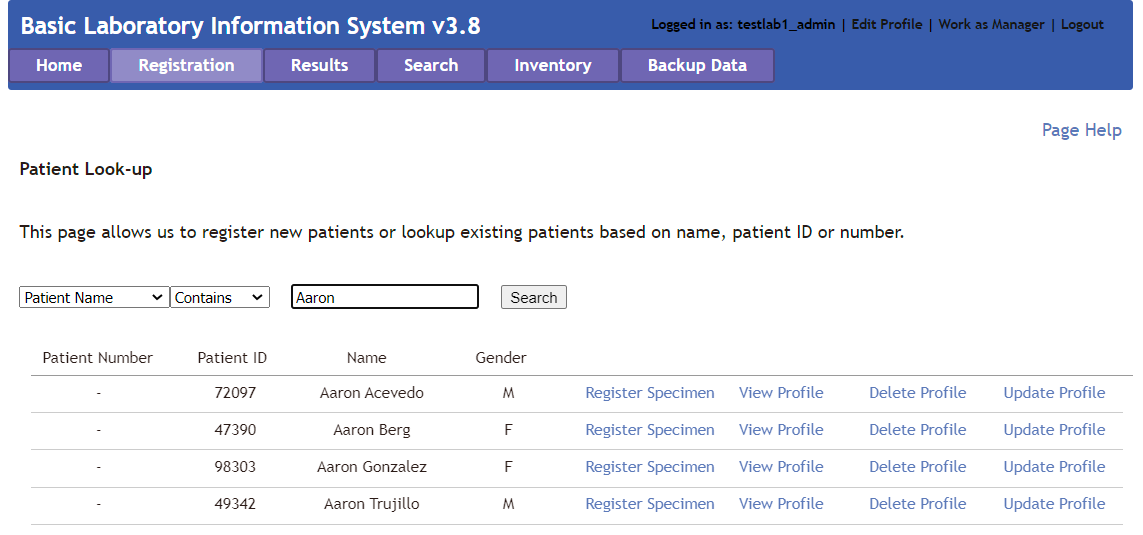 Basic Laboratory Information System v3.8
Logged in as: testlab1_admin | Edit Profile | Work as Manager | Logout
Home Registration Results Search Inventory Backup Data
Page Help
Patient Look-up
This page allows us to register new patients or lookup existing patients based on name, patient ID or number.
Patient Name Contains Aaron Search
Patient Number Patient ID Name Gender
- 72097 Aaron Acevedo M Register Specimen View Profile Delete Profile Update Profile
- 47390 Aaron Berg F Register Specimen View Profile Delete Profile Update Profile
- 98303 Aaron Gonzalez F Register Specimen View Profile Delete Profile Update Profile
- 49342 Aaron Trujillo M Register Specimen View Profile Delete Profile Update Profile